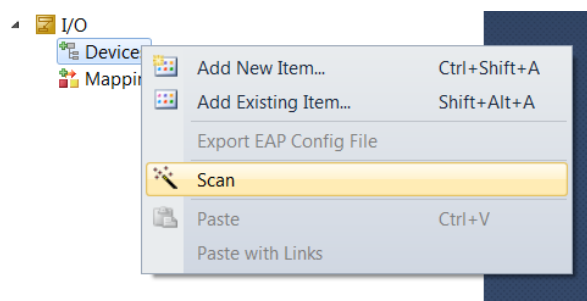 I/O
Device
Mappin
Add New Item... Ctrl+Shift+A
Add Existing Item... Shift+Alt+A
Export EAP Config File
Scan
Paste Ctrl+V
Paste with Links